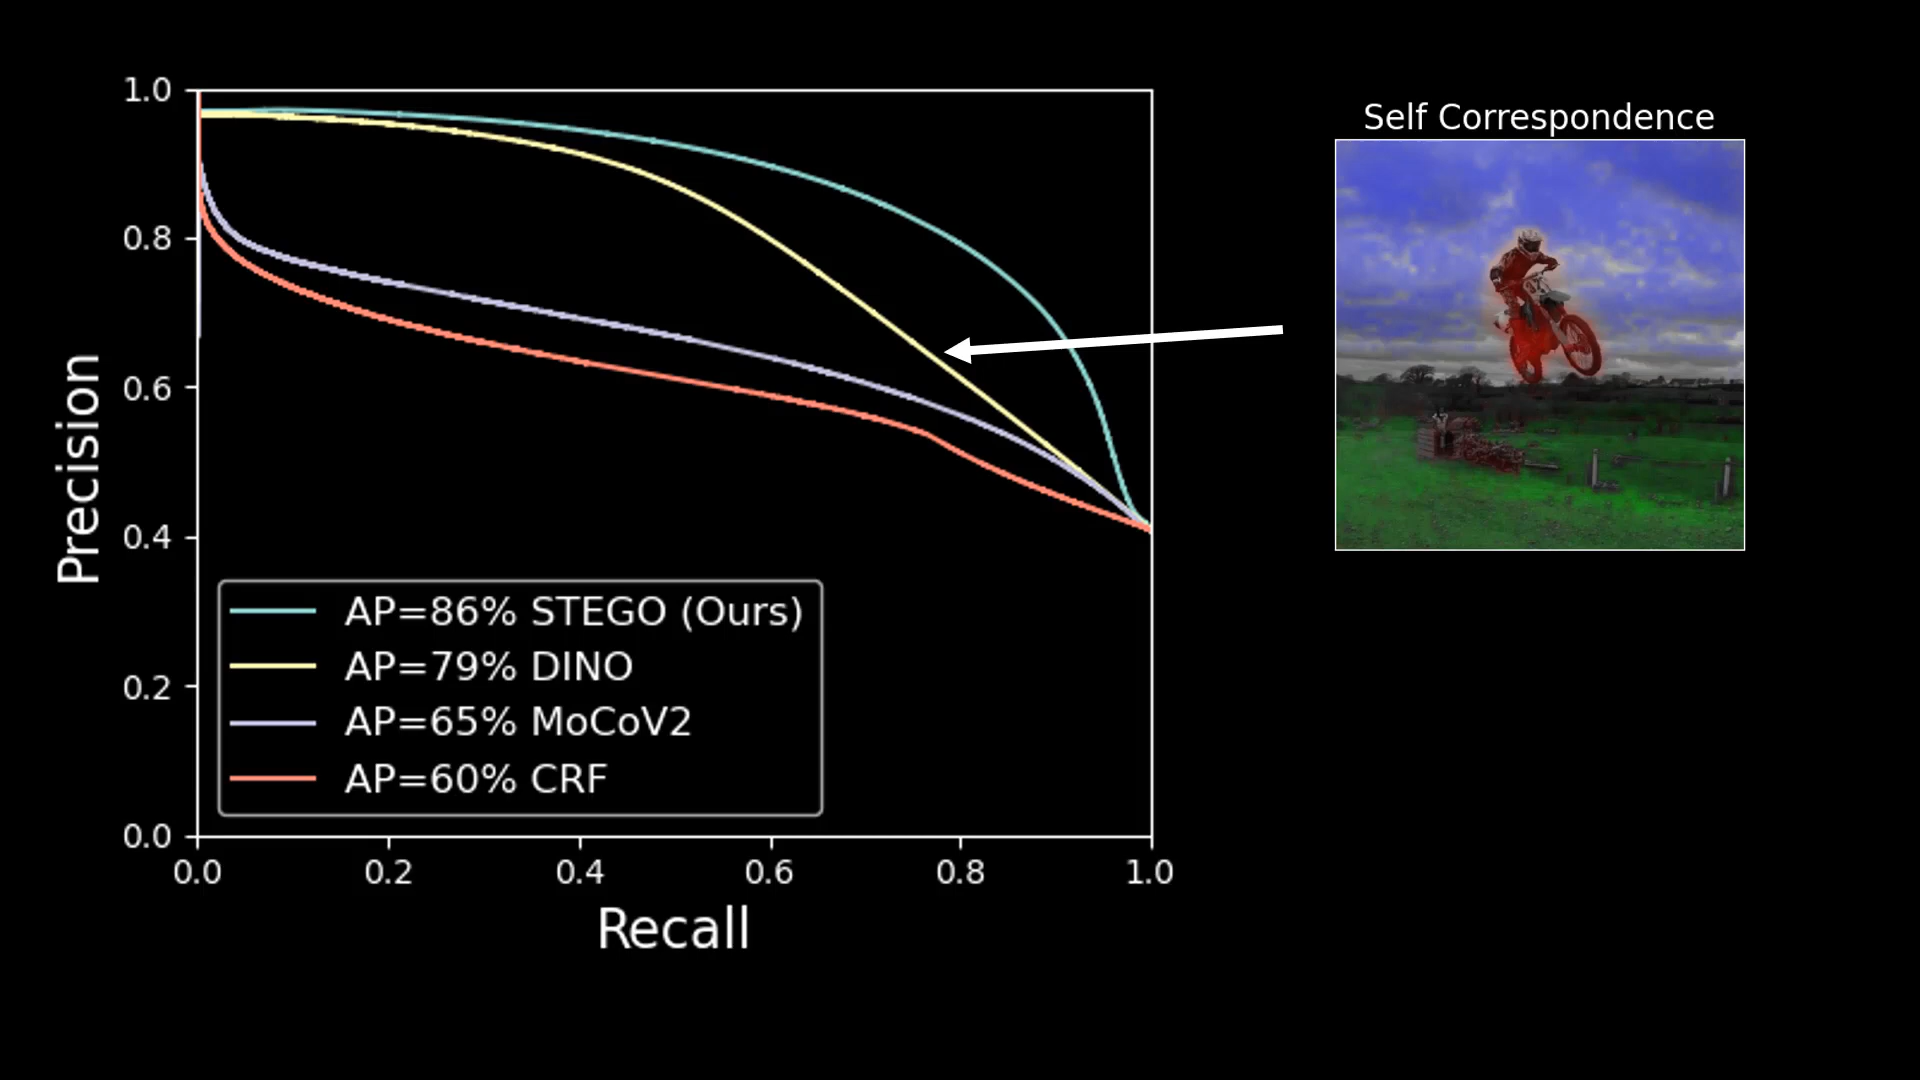 Self Correspondence
Precision
1.0
0.8
0.6
0.4
0.2
0.0
AP=86% STEGO (Ours)
AP=79% DINO
AP=65% MoCoV2
AP=60% CRF
0.0 0.2 0.4 0.6 0.8 1.0
Recall